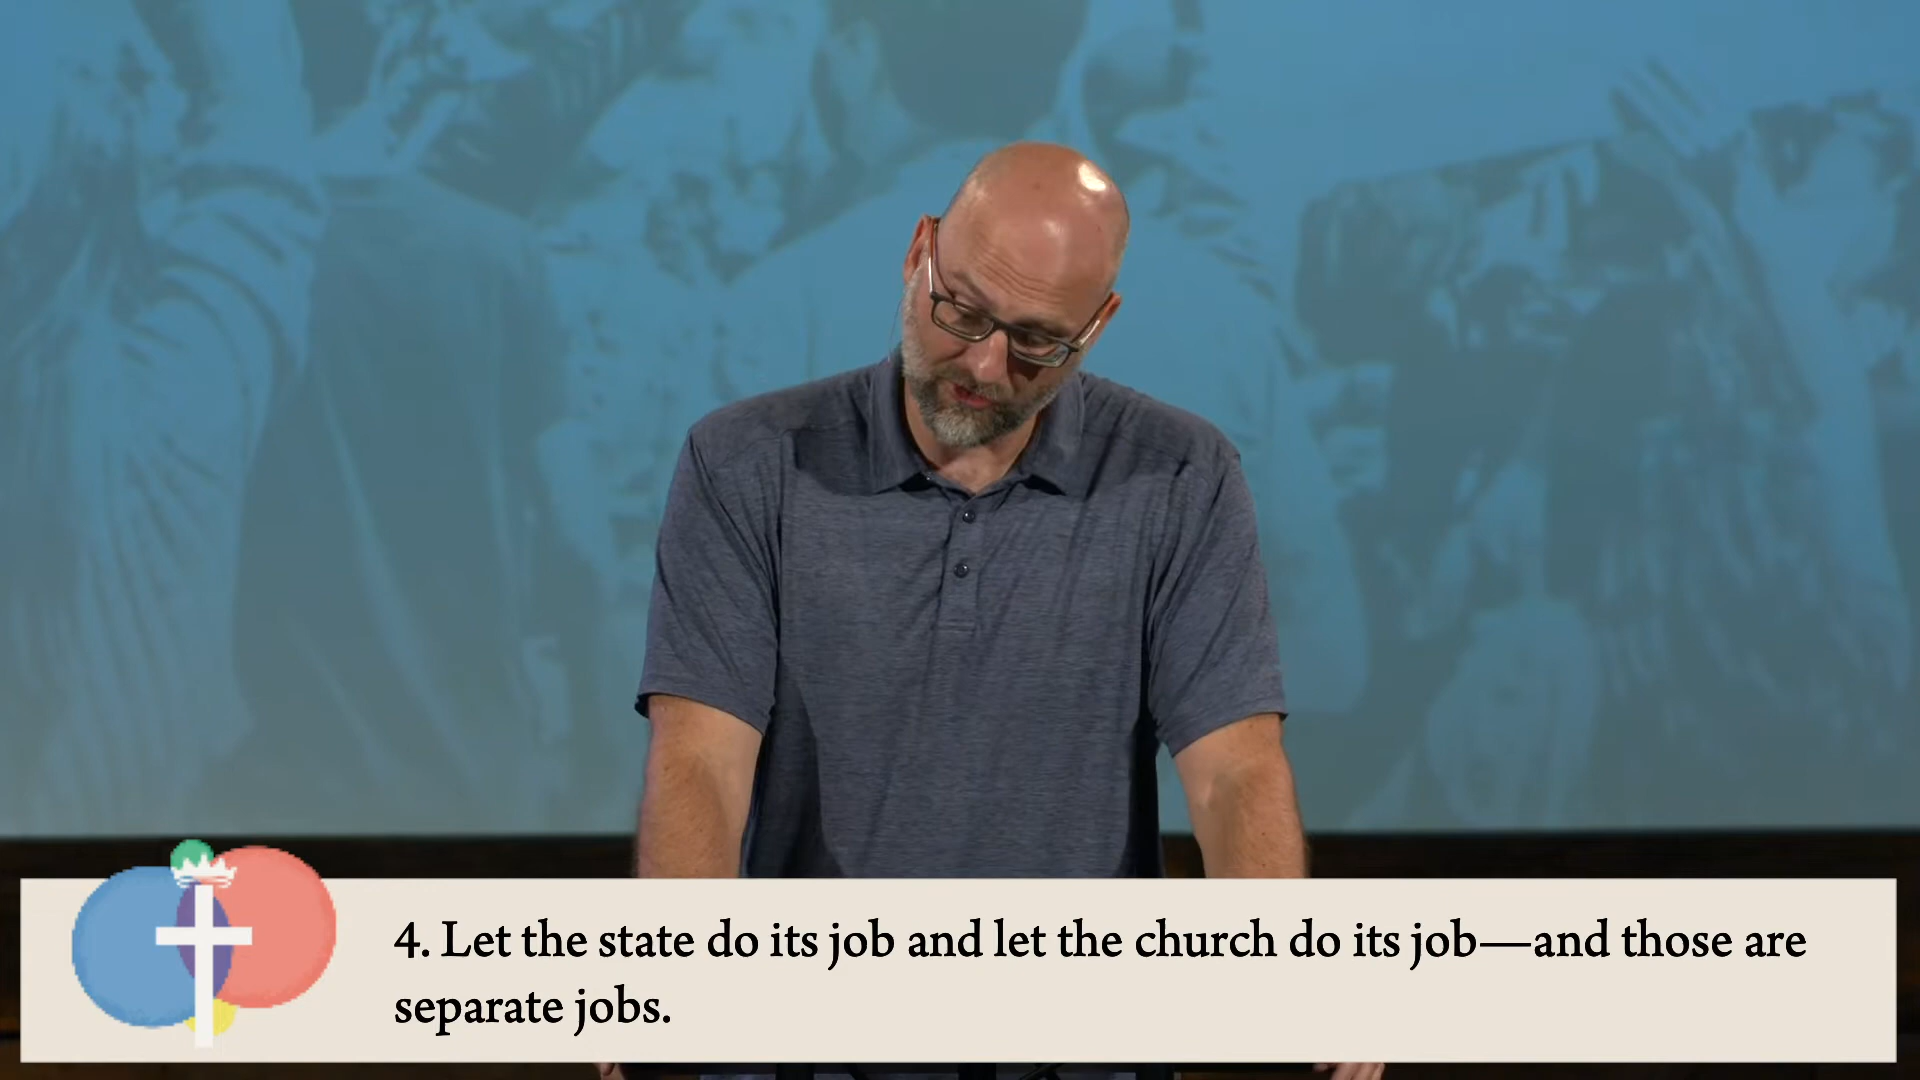 4. Let the state do its job and let the church do its job—and those are
separate jobs.